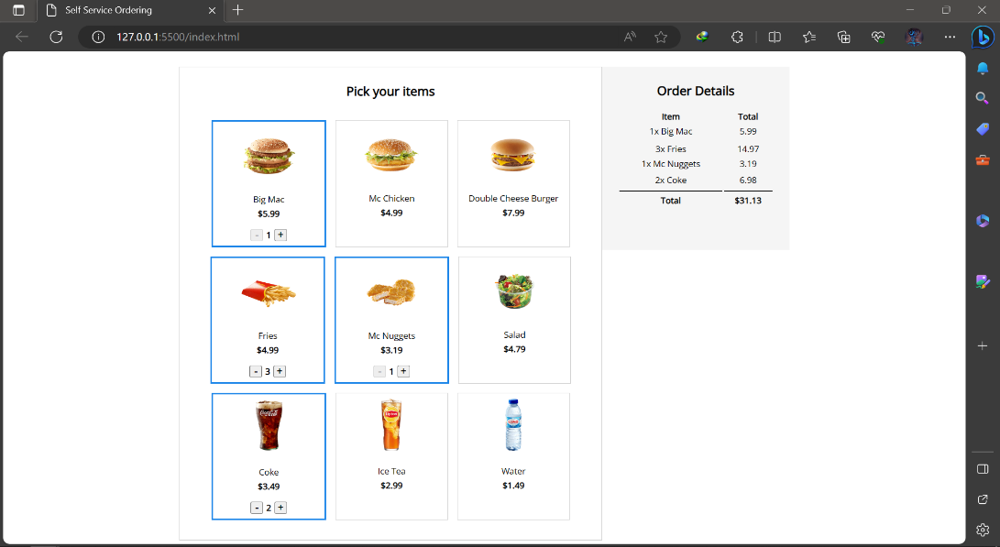 Self Service Ordering
127.0.0.1:5500/index.html
Pick your items
Big Mac
$5.99
- 1 +
Mc Chicken
$4.99
Double Cheese Burger
$7.99
Fries
$4.99
- 3 +
Mc Nuggets
$3.19
- 1 +
Salad
$4.79
Coca-Cola
Coke
$3.49
- 2 +
Lipton
Ice Tea
$2.99
Water
$1.49
Order Details
Item Total
1x Big Mac 5.99
3x Fries 14.97
1x Mc Nuggets 3.19
2x Coke 6.98
Total $31.13